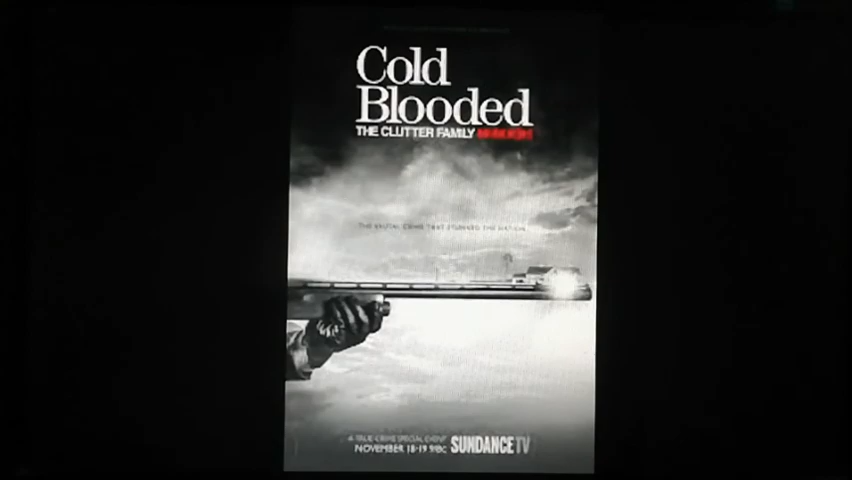 Cold
Blooded
THE CLUTTER FAMILY
THE BRUTAL CRIME THAT STUNNED THE NATION
A TRUE CRIME SPECIAL EVENT
NOVEMBER 18-19 9/8c SUNDANCE TV